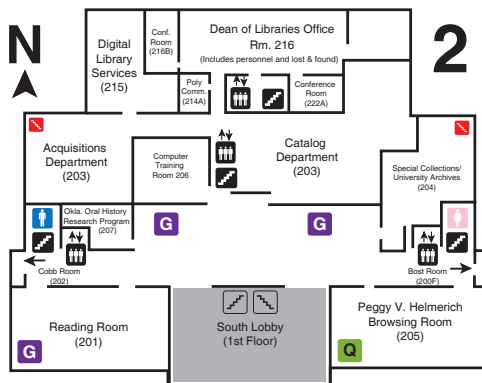 N
2
Dean of Libraries Office
Rm. 216
(Includes personnel and lost & found)
Conf.
Room
(216B)
Digital
Library
Services
(215)
Poly
Comm.
(214A)
Conference
Room
(222A)
Acquisitions
Department
(203)
Computer
Training Room 206
Catalog
Department
(203)
Special Collections/
University Archives
(204)
Okla. Oral History
Research Program
(207)
G
G
Cobb Room
(202)
Bost Room
(200F)
Reading Room
(201)
G
South Lobby
(1st Floor)
Peggy V. Helmerich
Browsing Room
(205)
Q